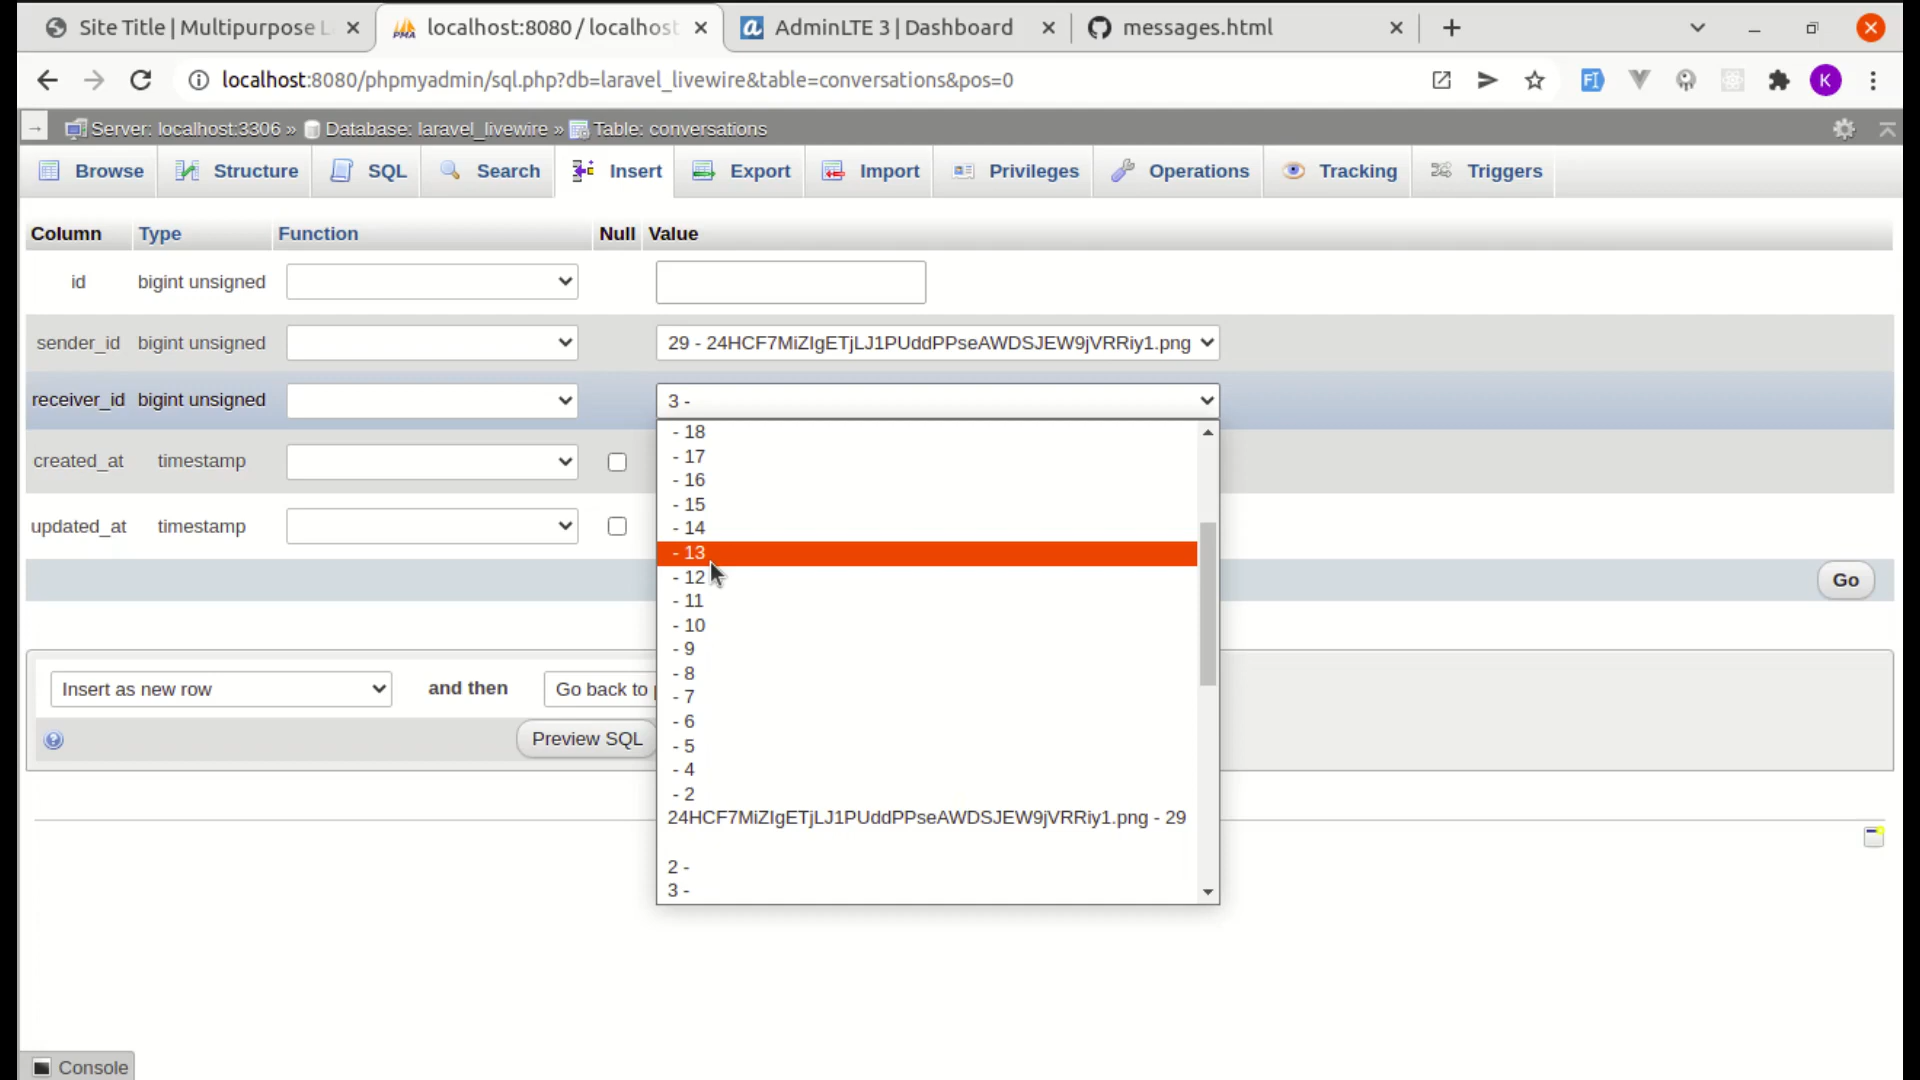 Site Title | Multipurpose L
localhost:8080 / localhost
AdminLTE 3 | Dashboard
messages.html
localhost:8080/phpmyadmin/sql.php?db=laravel_livewire&table=conversations&pos=0
K
Server: localhost:3306 » Database: laravel_livewire » Table: conversations
Browse Structure SQL Search Insert Export Import Privileges Operations Tracking Triggers
Column Type Function Null Value
id bigint unsigned
sender_id bigint unsigned 29 - 24HCF7MiZIgETjLJ1PUddPPseAWDSJEW9jVRRiy1.png
receiver_id bigint unsigned 3 -
- 18
- 17
- 16
- 15
- 14
- 13
- 12
- 11
- 10
- 9
- 8
- 7
- 6
- 5
- 4
- 2
24HCF7MiZIgETjLJ1PUddPPseAWDSJEW9jVRRiy1.png - 29
2 -
3 -
created_at timestamp
updated_at timestamp
Go
Insert as new row and then Go back to
Preview SQL
Console